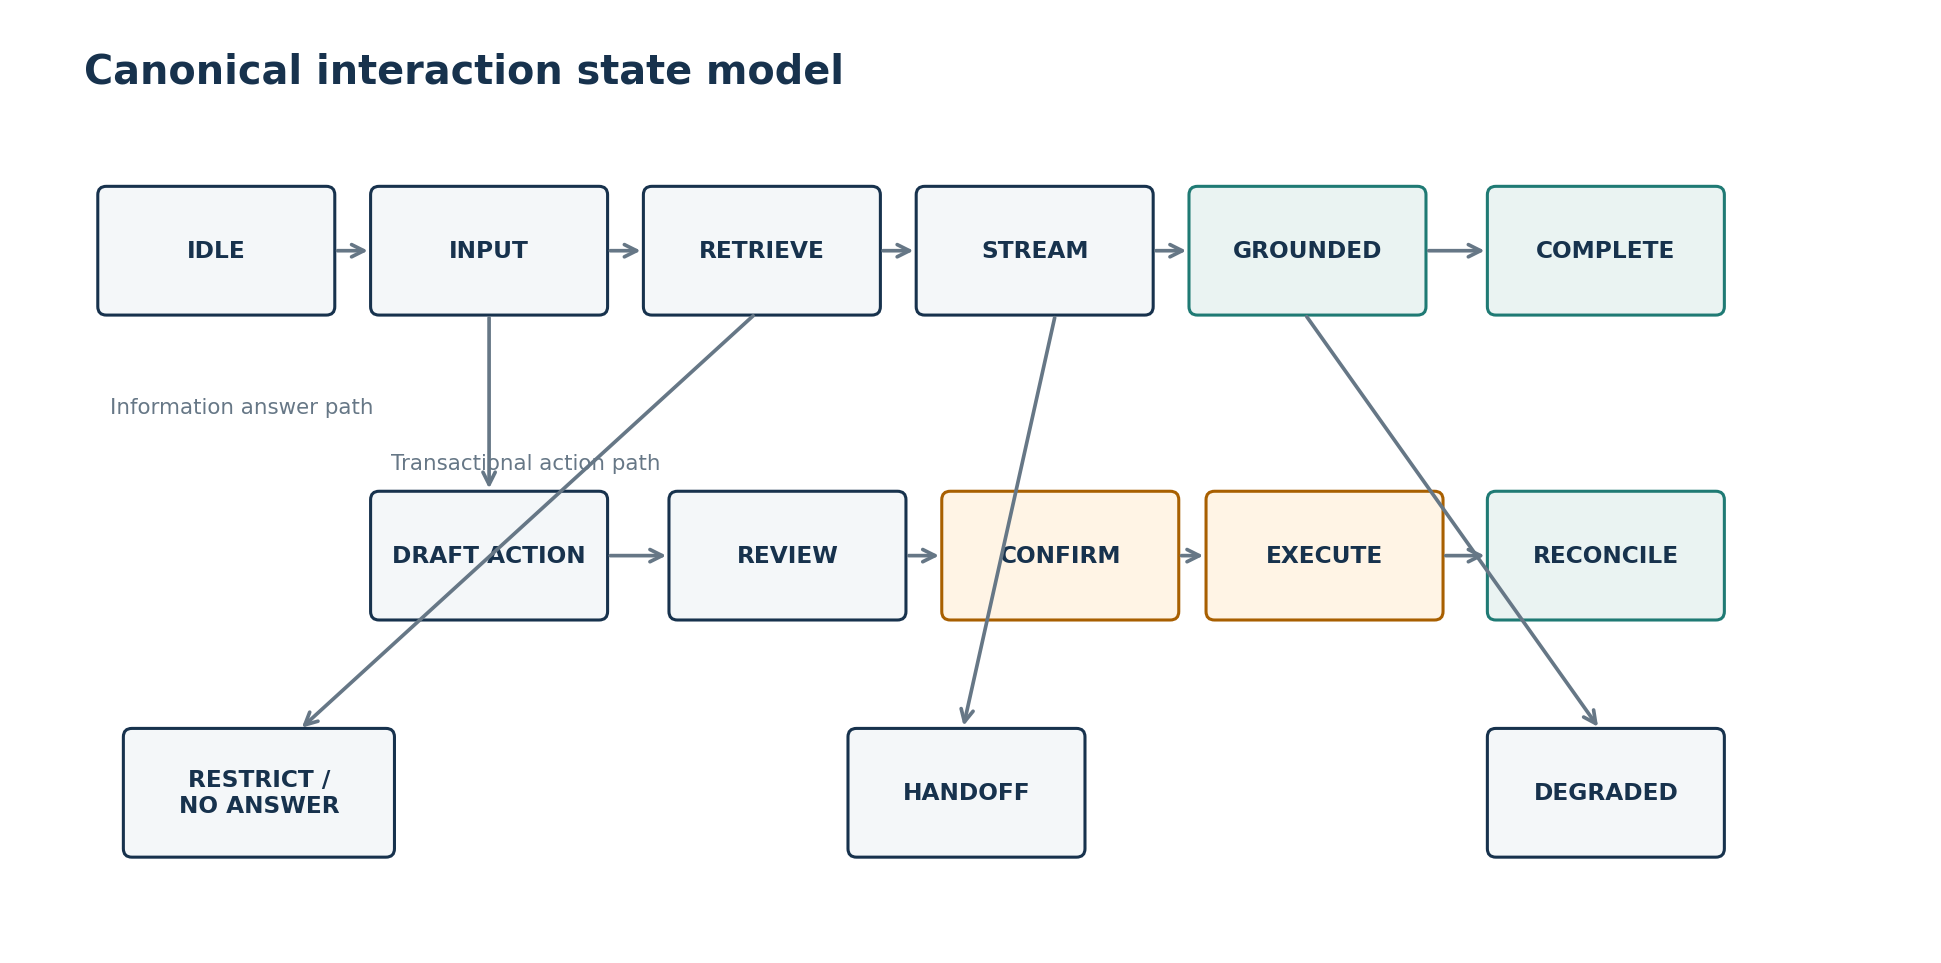 Canonical interaction state model
IDLE
INPUT
RETRIEVE
STREAM
GROUNDED
COMPLETE
Information answer path
Transactional action path
DRAFT ACTION
REVIEW
CONFIRM
EXECUTE
RECONCILE
RESTRICT /
NO ANSWER
HANDOFF
DEGRADED